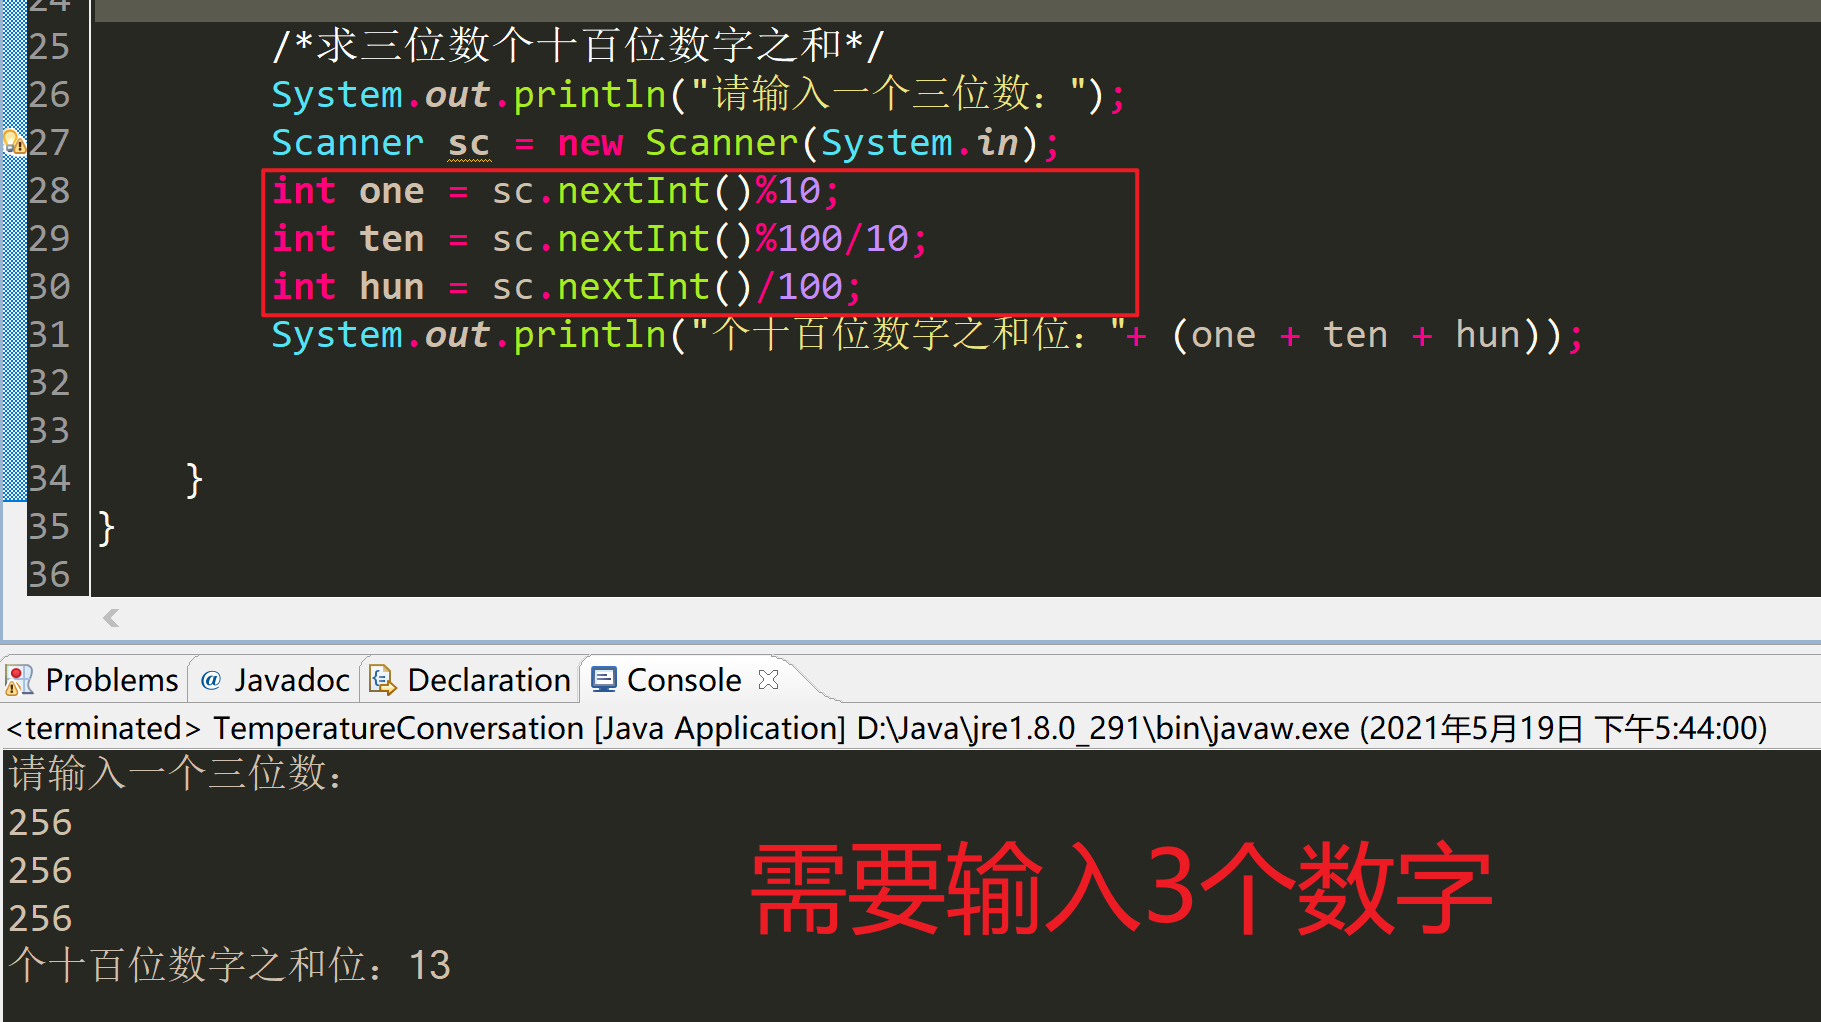 24
25 /*求三位数个十百位数字之和*/
26 System.out.println("请输入一个三位数：");
27 Scanner sc = new Scanner(System.in);
28 int one = sc.nextInt()%10;
29 int ten = sc.nextInt()%100/10;
30 int hun = sc.nextInt()/100;
31 System.out.println("个十百位数字之和位："+ (one + ten + hun));
32
33
34 }
35 }
36
Problems @ Javadoc Declaration Console
<terminated> TemperatureConversation [Java Application] D:\Java\jre1.8.0_291\bin\javaw.exe (2021年5月19日 下午5:44:00)
请输入一个三位数：
256
256
256
需要输入3个数字
个十百位数字之和位：13